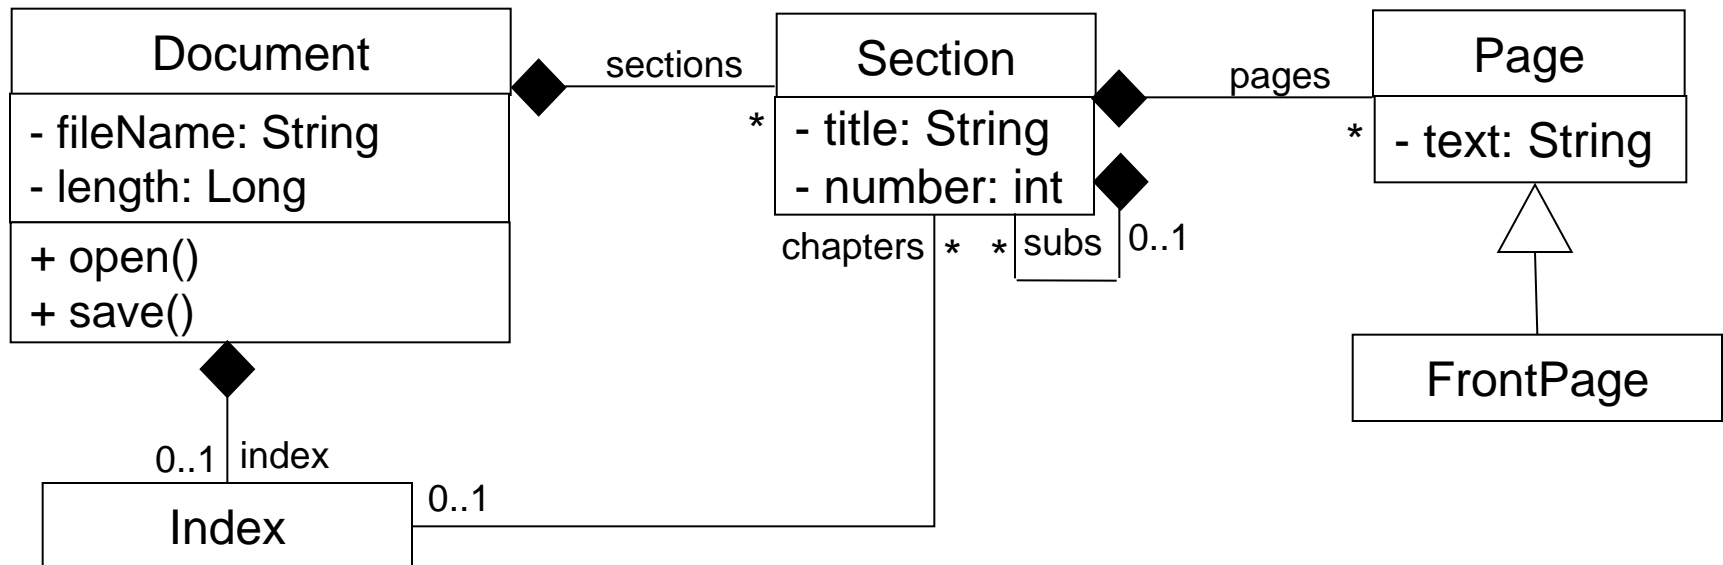 Document
- fileName: String
- length: Long
+ open()
+ save()
sections
*
Section
- title: String
- number: int
pages
*
Page
- text: String
chapters
*
*
subs
0..1
FrontPage
0..1
index
Index
0..1